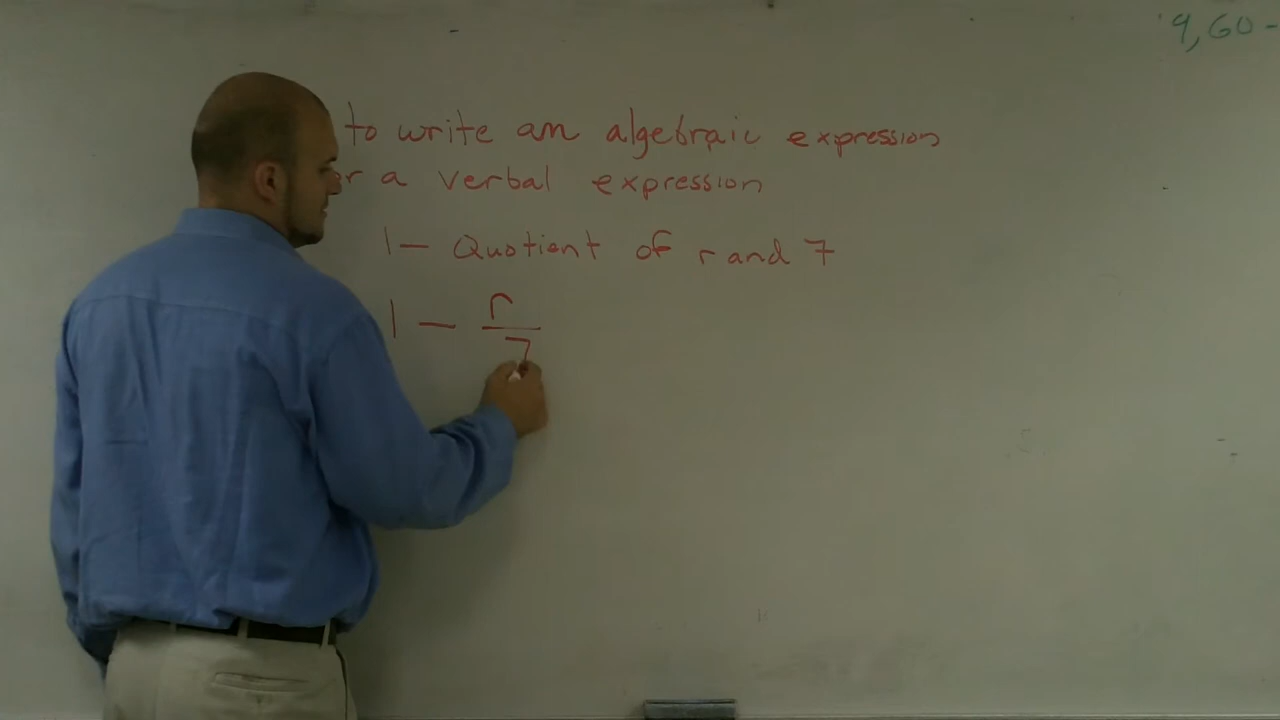 9,60-
to write an algebraic expression
a verbal expression
1 - Quotient of r and 7
1 - r
7